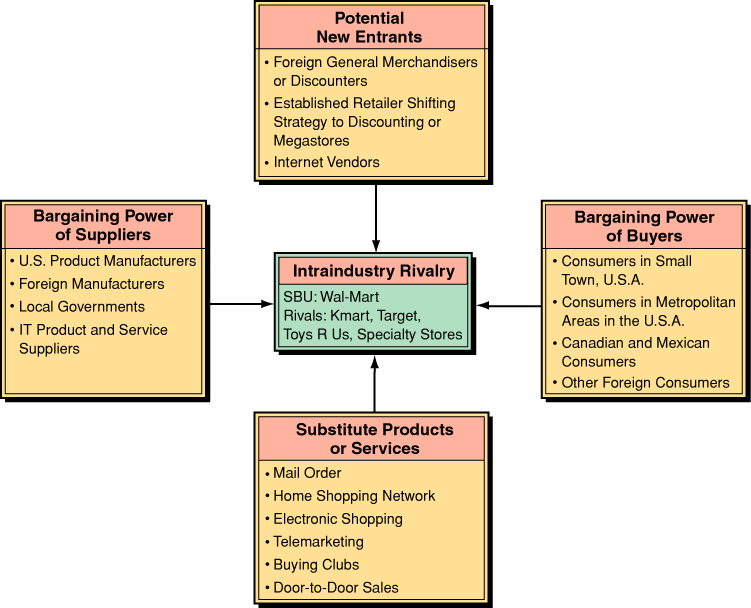 Potential
New Entrants
• Foreign General Merchandisers
or Discounters
• Established Retailer Shifting
Strategy to Discounting or
Megastores
• Internet Vendors
Bargaining Power
of Suppliers
• U.S. Product Manufacturers
• Foreign Manufacturers
• Local Governments
• IT Product and Service
Suppliers
Intraindustry Rivalry
SBU: Wal-Mart
Rivals: Kmart, Target,
Toys R Us, Specialty Stores
Bargaining Power
of Buyers
• Consumers in Small
Town, U.S.A.
• Consumers in Metropolitan
Areas in the U.S.A.
• Canadian and Mexican
Consumers
• Other Foreign Consumers
Substitute Products
or Services
• Mail Order
• Home Shopping Network
• Electronic Shopping
• Telemarketing
• Buying Clubs
• Door-to-Door Sales